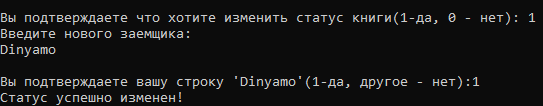 Вы подтверждаете что хотите изменить статус книги(1-да, 0 - нет): 1
Введите нового заемщика:
Dinyamo
Вы подтверждаете вашу строку 'Dinyamo'(1-да, другое - нет):1
Статус успешно изменен!